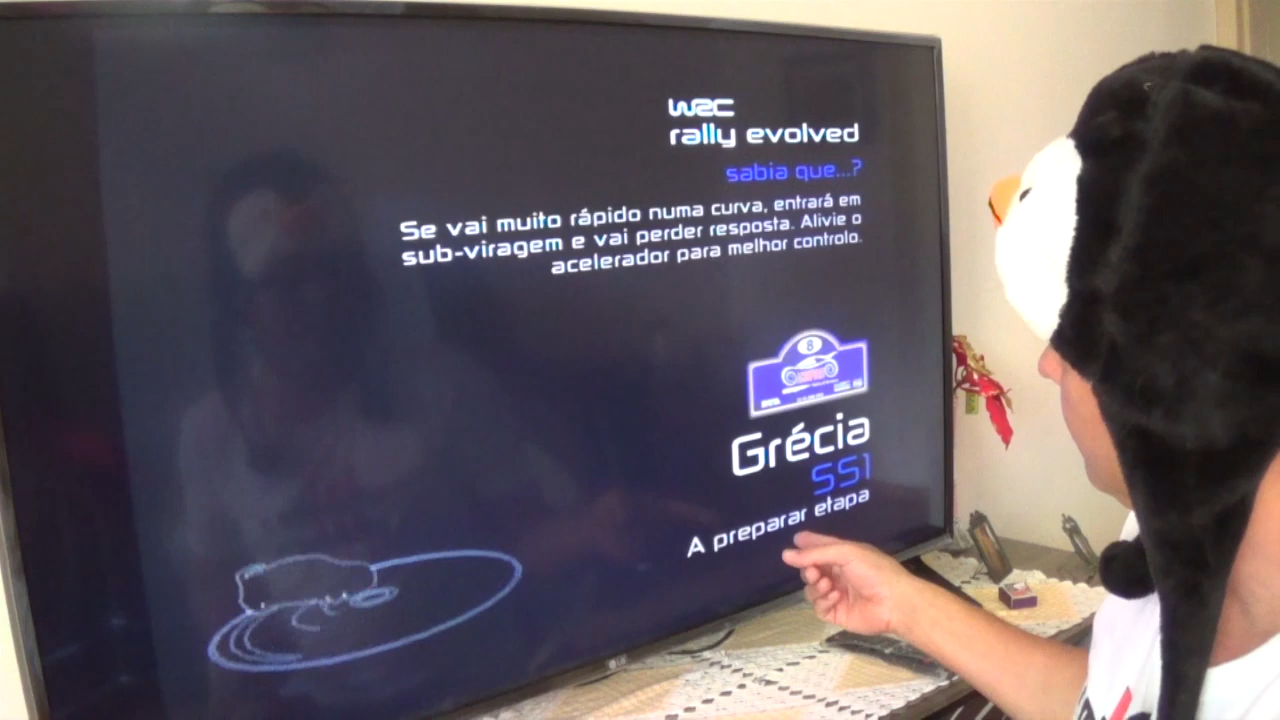 WRC
rally evolved
sabia que...?
Se vai muito rápido numa curva, entrará em
sub-viragem e vai perder resposta. Alivie o
acelerador para melhor controlo.
8
Grécia
SS1
A preparar etapa
LG